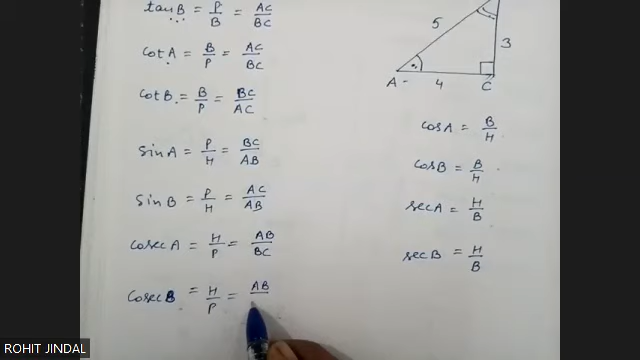 tan B = P/B = AC/BC
cot A = B/P = AC/BC
cot B = B/P = BC/AC
sin A = P/H = BC/AB
sin B = P/H = AC/AB
cosec A = H/P = AB/BC
cosec B = H/P = AB
5
3
A
4
C
cos A = B/H
cos B = B/H
sec A = H/B
sec B = H/B
ROHIT JINDAL